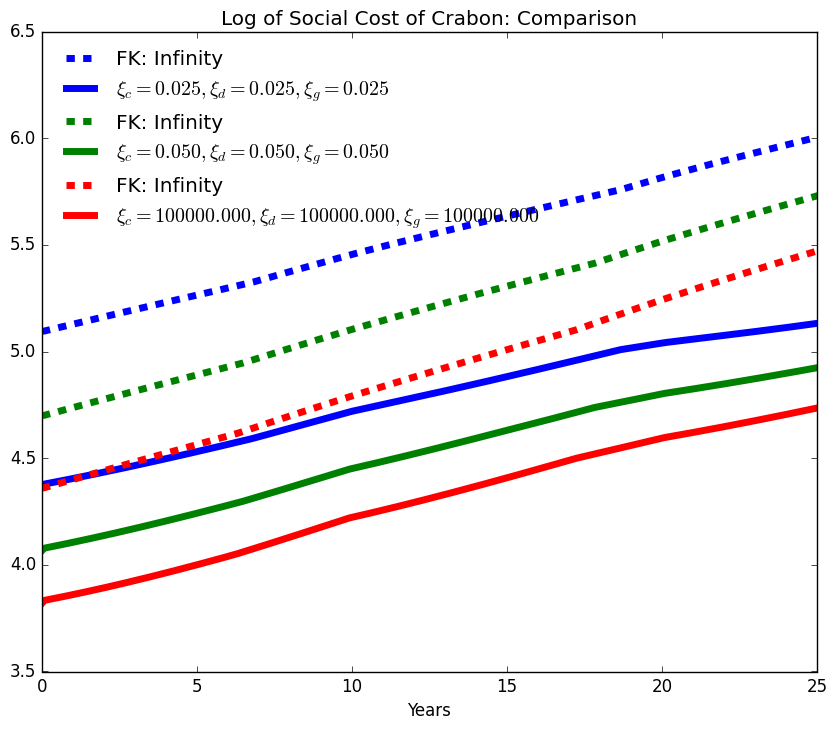 Log of Social Cost of Crabon: Comparison
6.5
6.0
5.5
5.0
4.5
4.0
3.5
FK: Infinity
ξc = 0.025, ξd = 0.025, ξg = 0.025
FK: Infinity
ξc = 0.050, ξd = 0.050, ξg = 0.050
FK: Infinity
ξc = 100000.000, ξd = 100000.000, ξg = 100000.000
0 5 10 15 20 25
Years